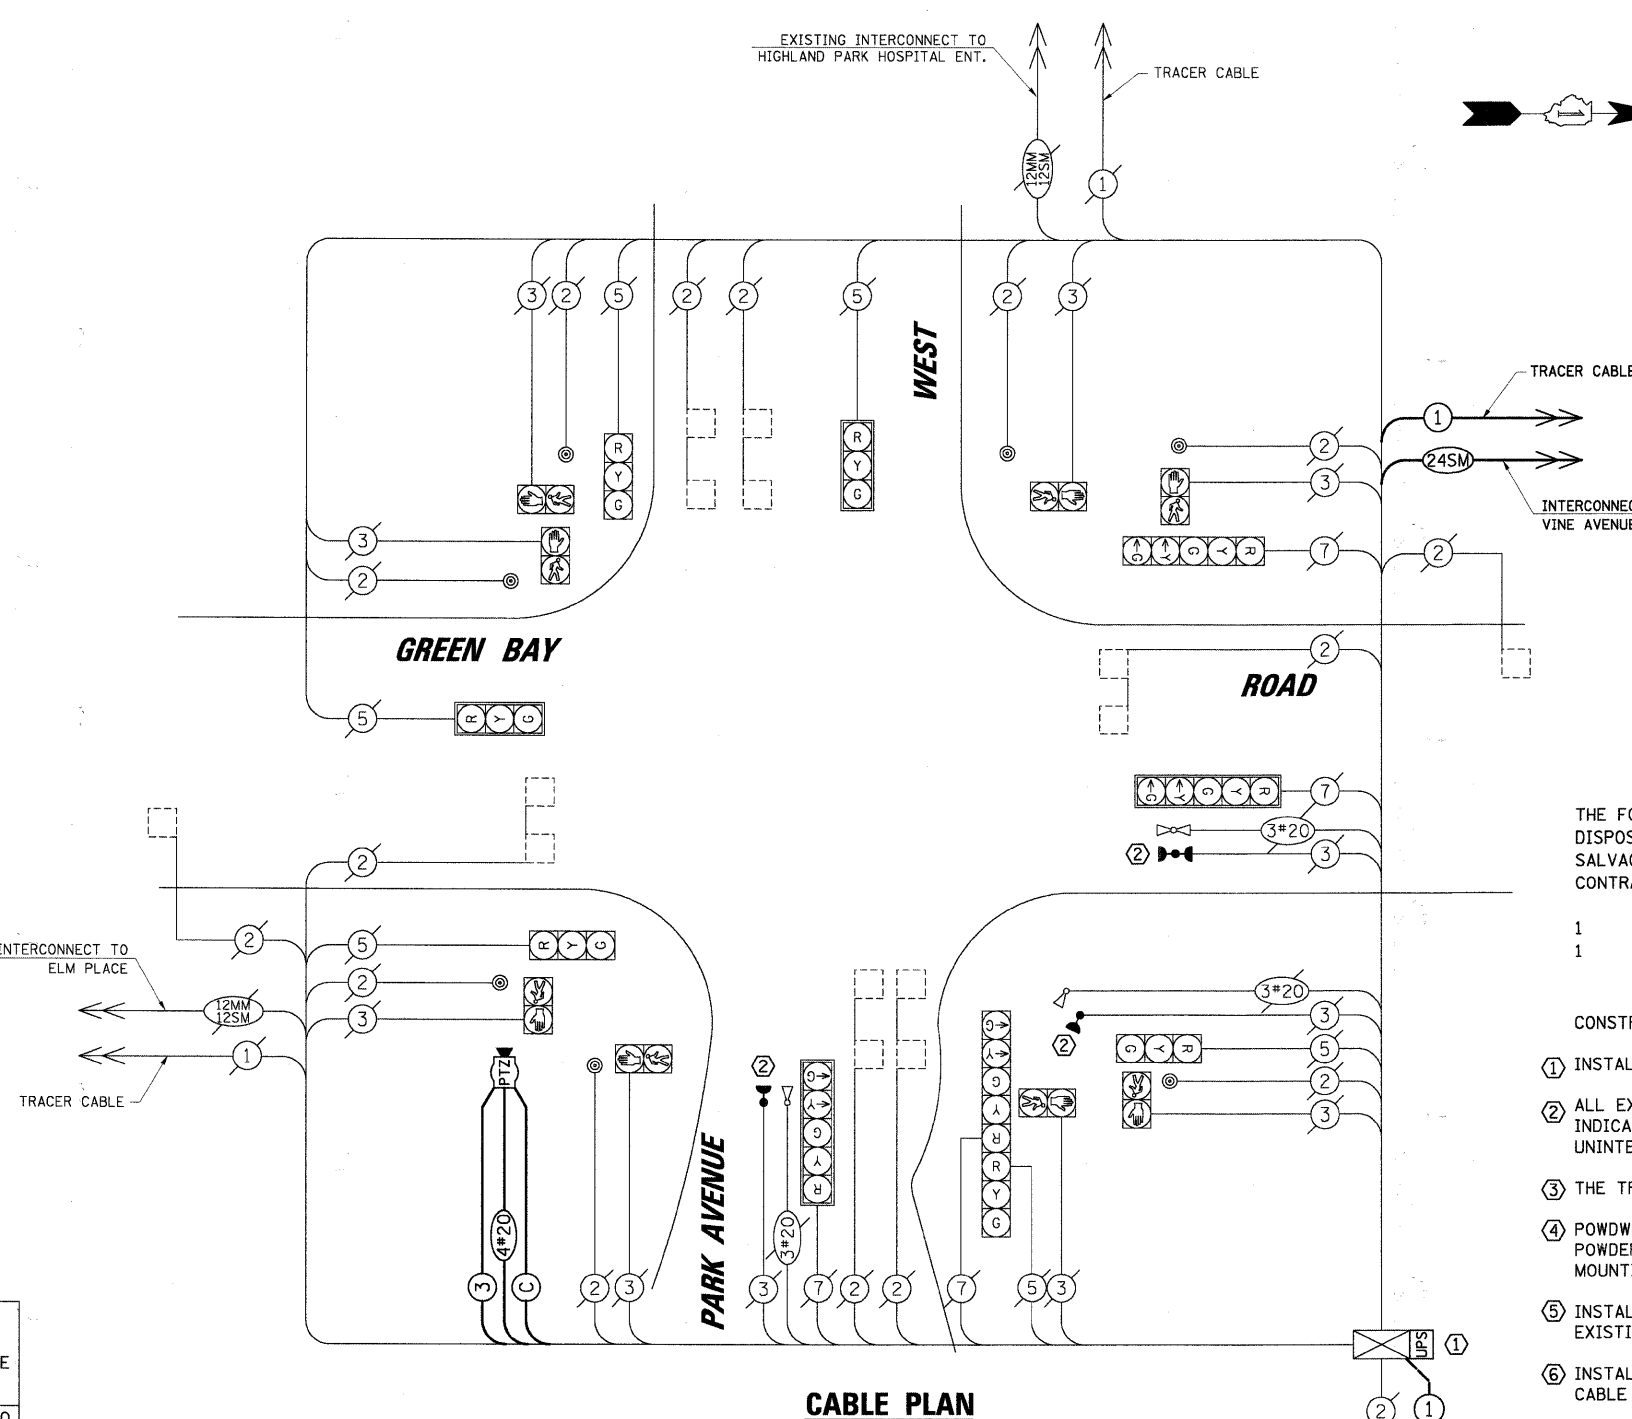 EXISTING INTERCONNECT TO
HIGHLAND PARK HOSPITAL ENT.
TRACER CABLE
12MM
12SM
1
3
2
5
2
2
5
2
3
WEST
TRACER CABLE
1
24SM
INTERCONNEC
VINE AVENUE
R
Y
G
R
Y
G
2
3
7
2
G Y G Y R
3
2
GREEN BAY
ROAD
2
5
R Y G
G Y G Y R
7
3#20
2
3
2
THE FO
DISPOS
SALVAG
CONTRA
1
1
INTERCONNECT TO
ELM PLACE
2
5
R Y G
2
12MM
12SM
3
1
TRACER CABLE
3#20
3
2
G Y R
5
2
3
CONSTR
1 INSTAL
2 ALL EX
INDICA
UNINTE
3 THE TR
4 POWDW
POWDER
MOUNTI
5 INSTAL
EXISTI
6 INSTAL
CABLE
PTZ
2
G
Y
G
Y
R
G
Y
G
Y
R
R
Y
G
PARK AVENUE
4#20
3#20
3
C
2
3
3
7
2
2
7
5
3
UPS
1
2
1
E
O
CABLE PLAN